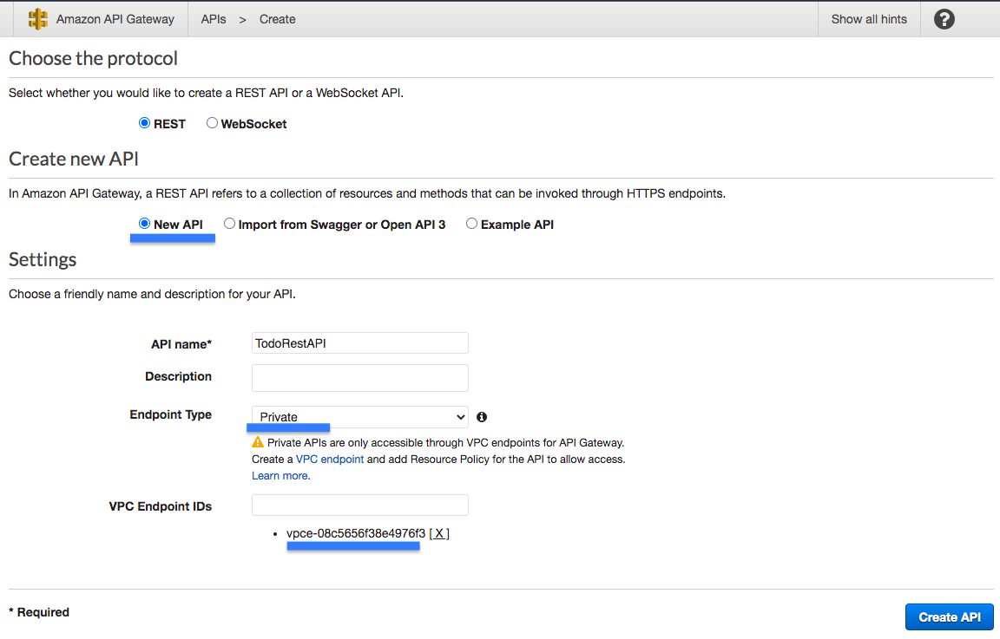 Amazon API Gateway APIs > Create Show all hints ?
Choose the protocol
Select whether you would like to create a REST API or a WebSocket API.
REST WebSocket
Create new API
In Amazon API Gateway, a REST API refers to a collection of resources and methods that can be invoked through HTTPS endpoints.
New API Import from Swagger or Open API 3 Example API
Settings
Choose a friendly name and description for your API.
API name* TodoRestAPI
Description
Endpoint Type Private
Private APIs are only accessible through VPC endpoints for API Gateway.
Create a VPC endpoint and add Resource Policy for the API to allow access.
Learn more.
VPC Endpoint IDs
• vpce-08c5656f38e4976f3 [ X ]
* Required
Create API